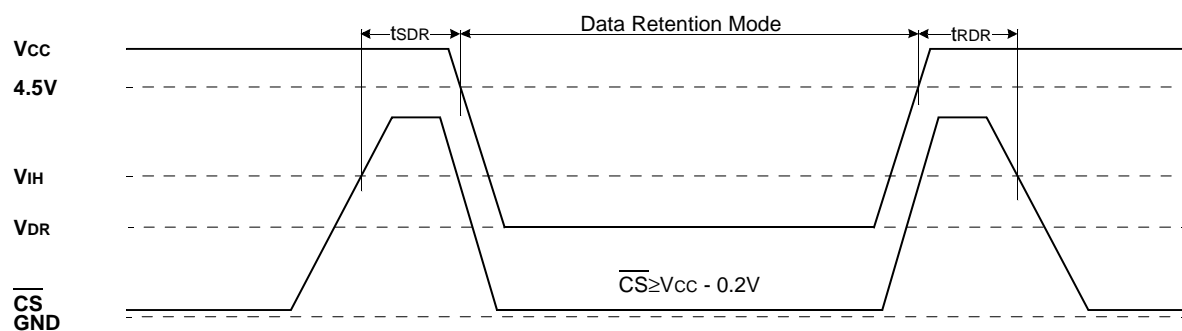 tSDR
Data Retention Mode
tRDR
VCC
4.5V
VIH
VDR
CS≥VCC - 0.2V
CS
GND